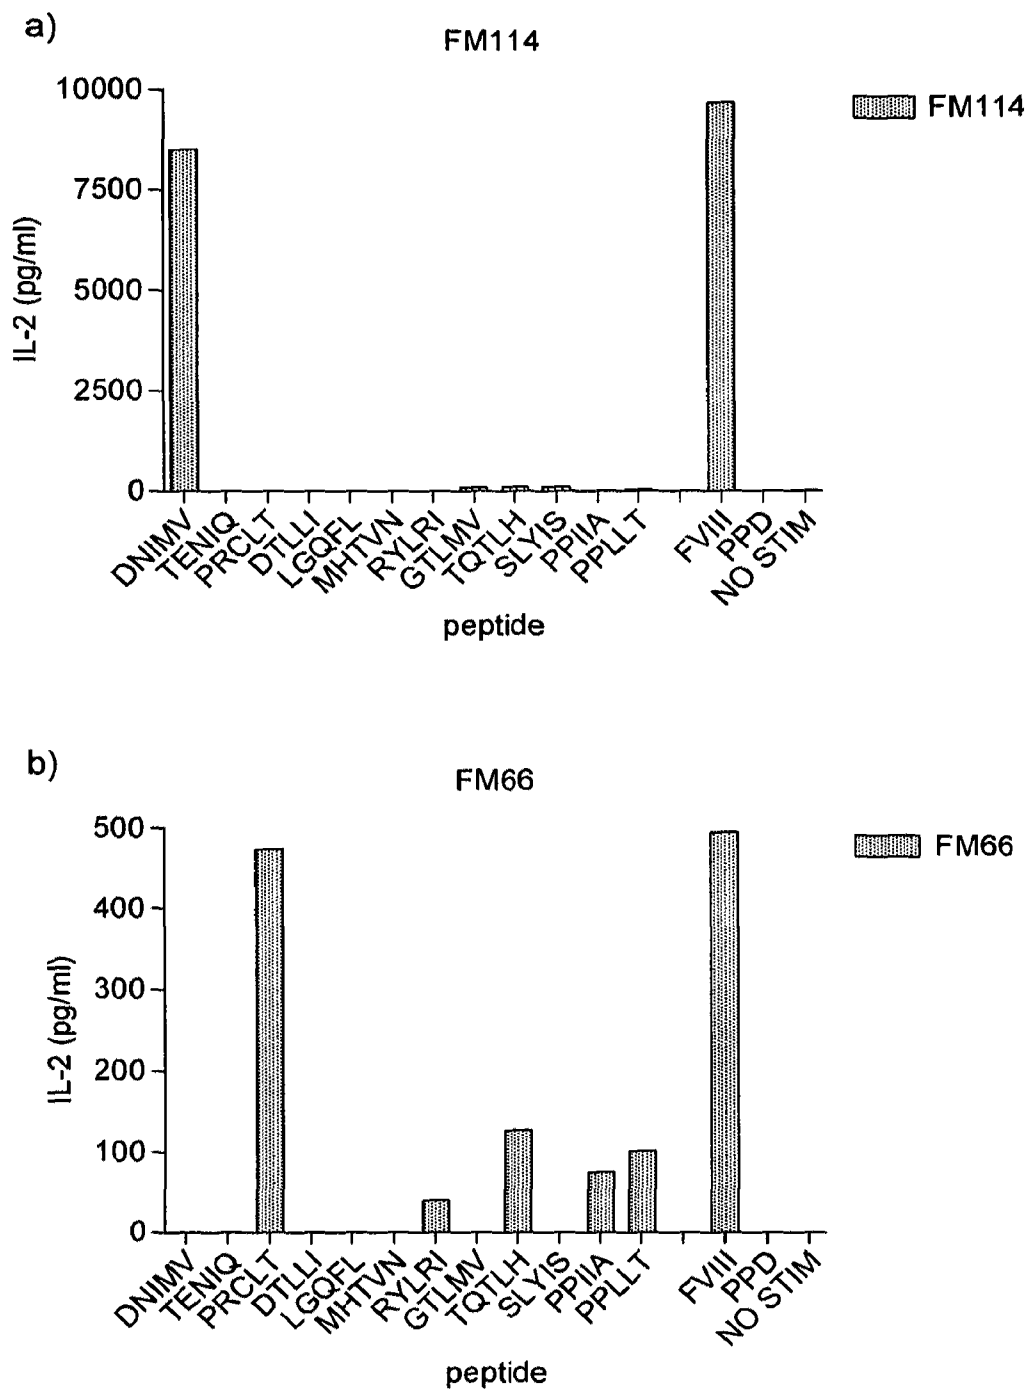 a)
FM114
FM114
10000
7500
5000
2500
0
IL-2 (pg/ml)
DNIMV
TENIQ
PRCLT
DTLLI
LGQFL
MHTVN
RYLRI
GTLMV
TQTLH
SLYIS
PPIIA
PPLLT
FVIII
PPD
NO STIM
peptide
b)
FM66
FM66
500
400
300
200
100
0
IL-2 (pg/ml)
DNIMV
TENIQ
PRCLT
DTLLI
LGQFL
MHTVN
RYLRI
GTLMV
TQTLH
SLYIS
PPIIA
PPLLT
FVIII
PPD
NO STIM
peptide